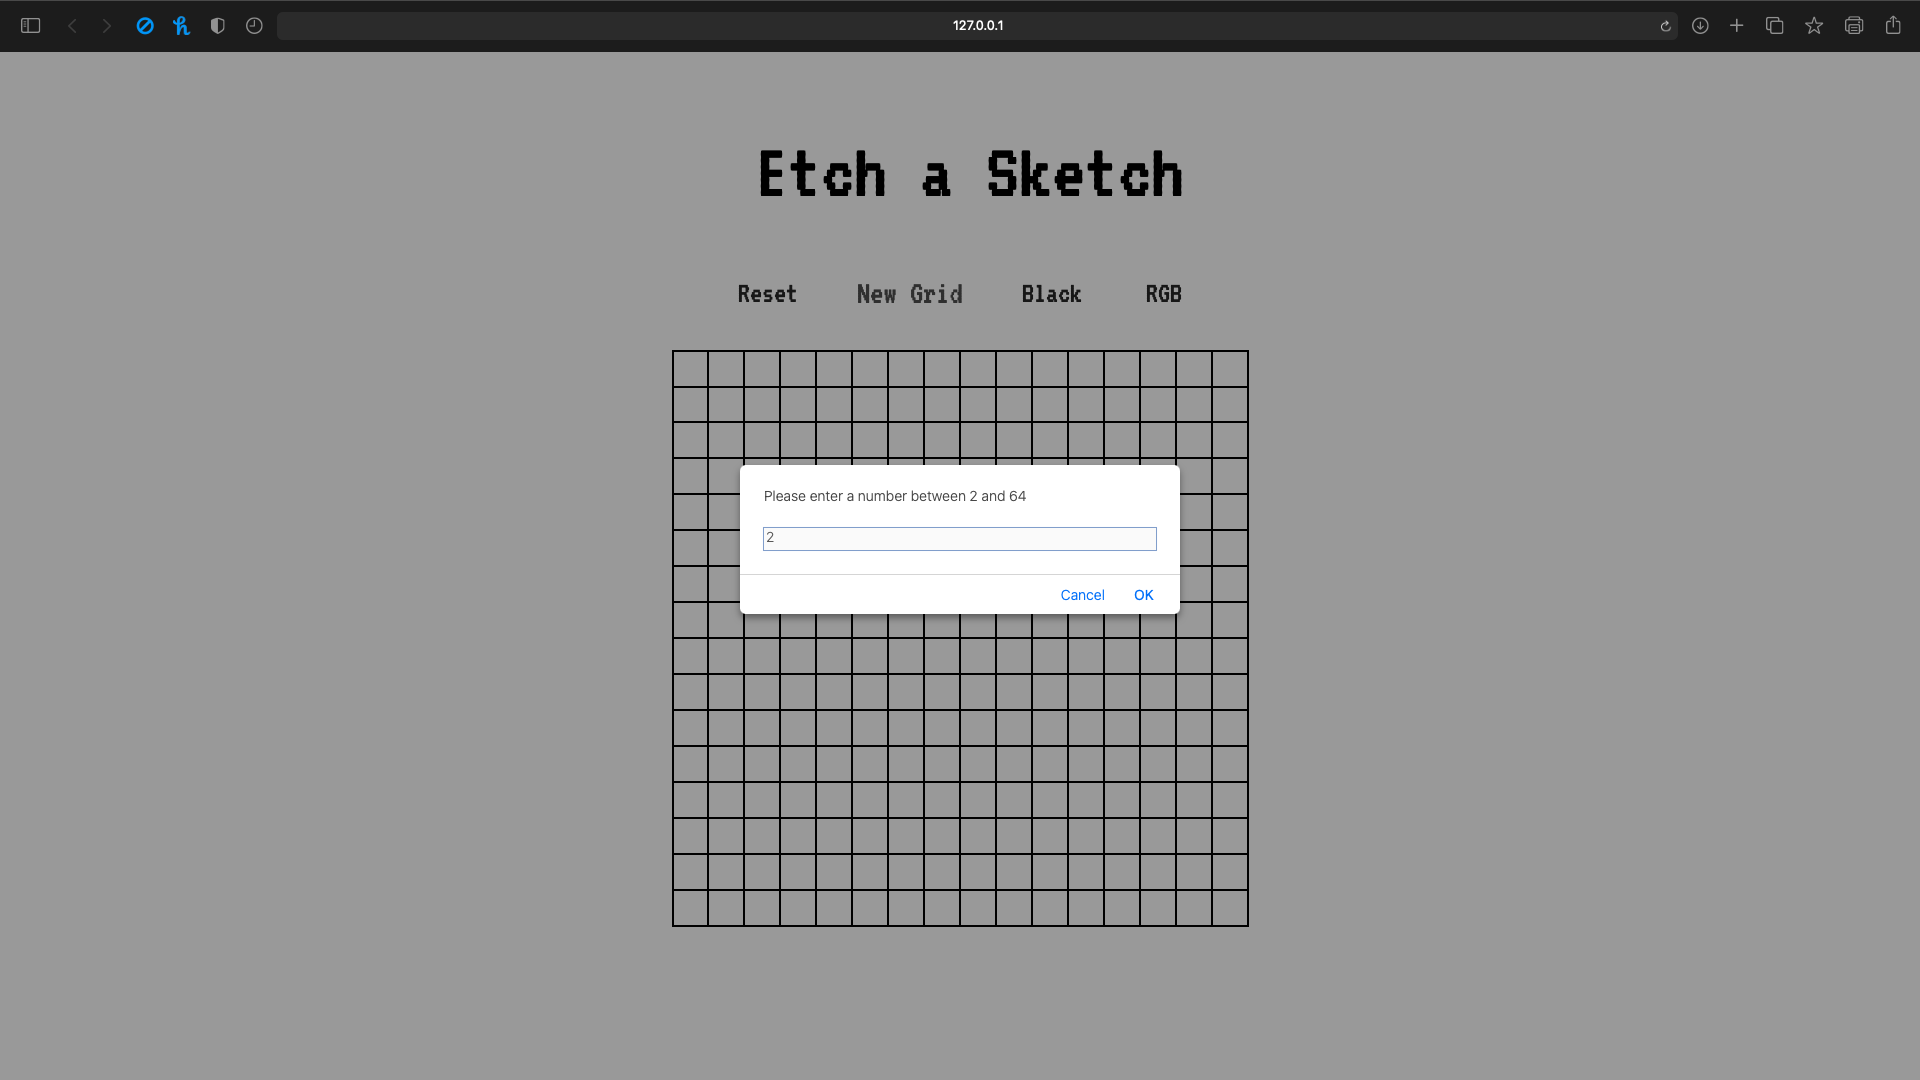 127.0.0.1
Etch a Sketch
Reset New Grid Black RGB
Please enter a number between 2 and 64
2
Cancel OK